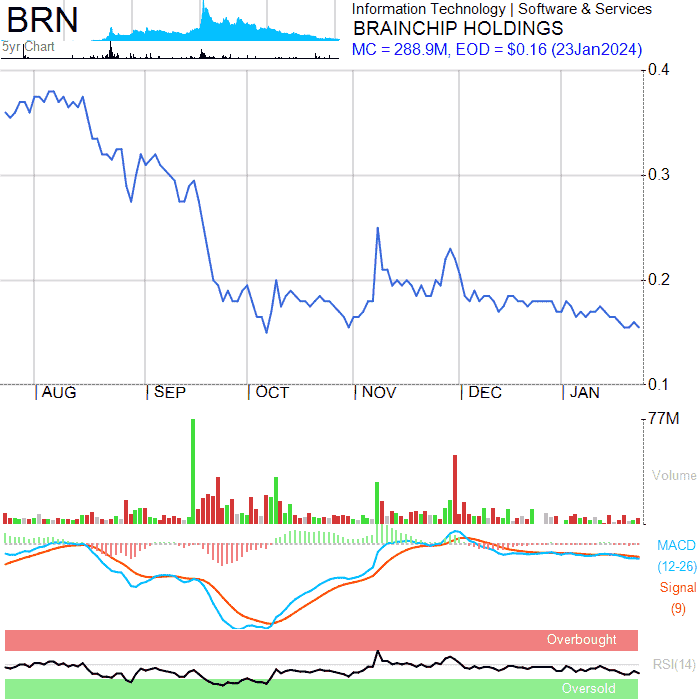 BRN
5yr Chart
Information Technology | Software & Services
BRAINCHIP HOLDINGS
MC = 288.9M, EOD = $0.16 (23Jan2024)
0.4
0.3
0.2
0.1
AUG SEP OCT NOV DEC JAN
77M
Volume
MACD
(12-26)
Signal
(9)
Overbought
RSI(14)
Oversold